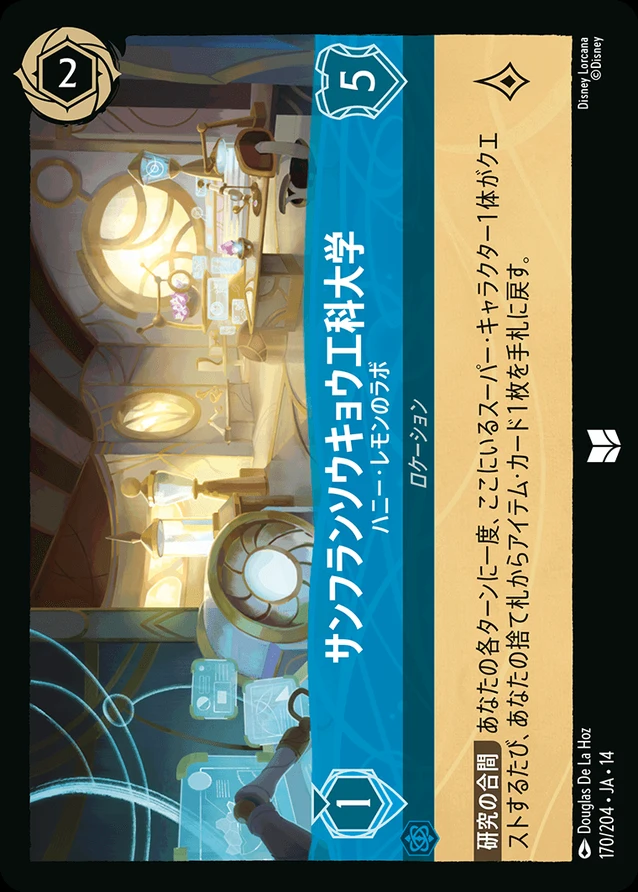 2
サンフランソウキョウ工科大学
ハニー・レモンのラボ
1
5
ロケーション
研究の合間 あなたの各ターンに一度、ここにいるスーパー・キャラクター1体がクエ
ストするたび、あなたの捨て札からアイテム・カード1枚を手札に戻す。
Douglas De La Hoz
170/204・JA・14
Disney Lorcana
©Disney